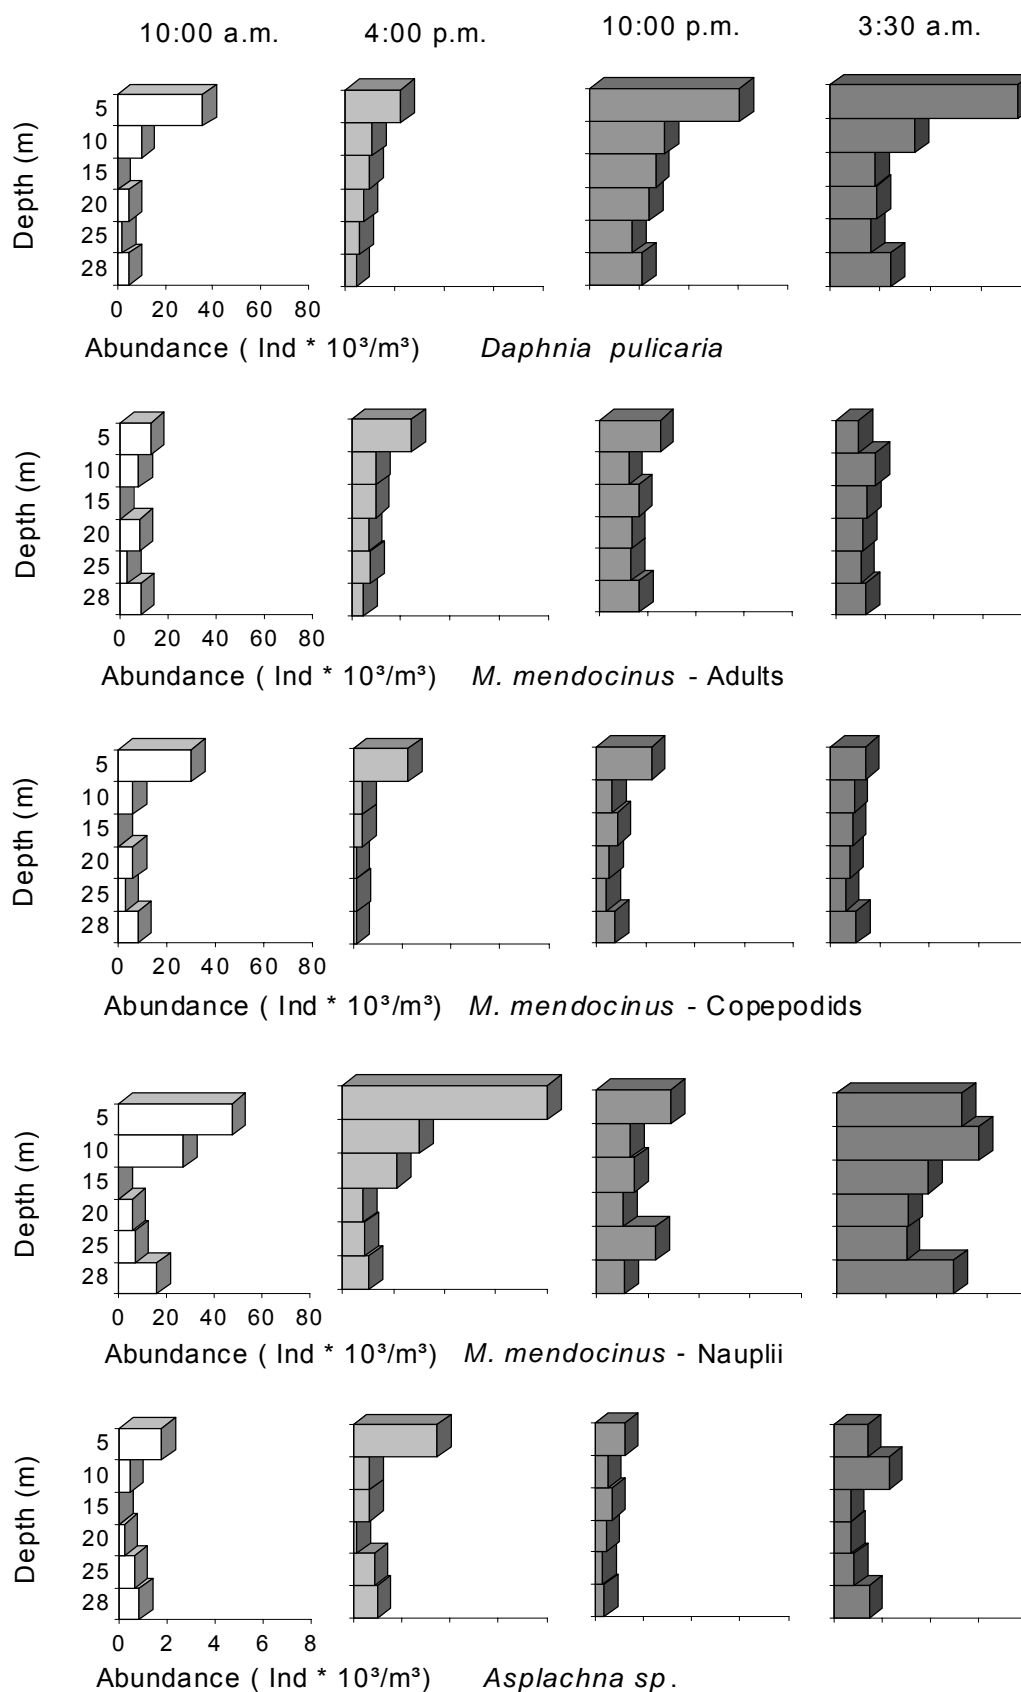 10:00 a.m. 4:00 p.m. 10:00 p.m. 3:30 a.m.
Depth (m)
5
10
15
20
25
28
0 20 40 60 80
Abundance ( Ind * 10³/m³) Daphnia pulicaria
Depth (m)
5
10
15
20
25
28
0 20 40 60 80
Abundance ( Ind * 10³/m³) M. mendocinus - Adults
Depth (m)
5
10
15
20
25
28
0 20 40 60 80
Abundance ( Ind * 10³/m³) M. mendocinus - Copepodids
Depth (m)
5
10
15
20
25
28
0 20 40 60 80
Abundance ( Ind * 10³/m³) M. mendocinus - Nauplii
Depth (m)
5
10
15
20
25
28
0 2 4 6 8
Abundance ( Ind * 10³/m³) Asplachna sp.